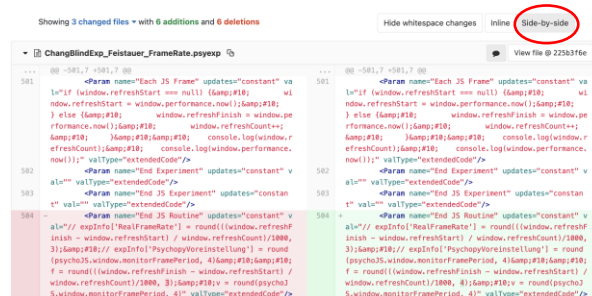 Showing 3 changed files with 6 additions and 6 deletions
Hide whitespace changes Inline Side-by-side
ChangBlindExp_Feistauer_FrameRate.psyexp
View file @ 225b3f6e
... @@ -501,7 +501,7 @@
501 <Param name="Each JS Frame" updates="constant" va
l="if (window.refreshStart === null) {&amp;#10; wi
ndow.refreshStart = window.performance.now();&amp;#10;
} else {&amp;#10; window.refreshFinish = window.pe
rformance.now();&amp;#10; window.refreshCount++;
&amp;#10; }&amp;#10;&amp;#10; console.log(window.r
efreshCount);&amp;#10; console.log(window.performance.
now());" valType="extendedCode"/>
502 <Param name="End Experiment" updates="constant" v
al="" valType="extendedCode"/>
503 <Param name="End JS Experiment" updates="constan
t" val="" valType="extendedCode"/>
504 - <Param name="End JS Routine" updates="constant" v
al="// expInfo['RealFrameRate'] = round(((window.refreshF
inish - window.refreshStart) / window.refreshCount)/1000,
3);&amp;#10;// expInfo['PsychopyVoreinstellung'] = round
(psychoJS.window.monitorFramePeriod, 4)&amp;#10;&amp;#10;
f = round(((window.refreshFinish - window.refreshStart) /
window.refreshCount)/1000, 3);&amp;#10;v = round(psychoJ
S.window.monitorFramePeriod, 4)" valType="extendedCode"/>
... @@ -501,7 +501,7 @@
501 <Param name="Each JS Frame" updates="constant" va
l="if (window.refreshStart === null) {&amp;#10; wi
ndow.refreshStart = window.performance.now();&amp;#10;
} else {&amp;#10; window.refreshFinish = window.pe
rformance.now();&amp;#10; window.refreshCount++;
&amp;#10; }&amp;#10;&amp;#10; console.log(window.r
efreshCount);&amp;#10; console.log(window.performance.
now());" valType="extendedCode"/>
502 <Param name="End Experiment" updates="constant" v
al="" valType="extendedCode"/>
503 <Param name="End JS Experiment" updates="constan
t" val="" valType="extendedCode"/>
504 + <Param name="End JS Routine" updates="constant" v
al="// expInfo['RealFrameRate'] = round(((window.refreshF
inish - window.refreshStart) / window.refreshCount)/1000,
3);&amp;#10;// expInfo['PsychopyVoreinstellung'] = round
(psychoJS.window.monitorFramePeriod, 4)&amp;#10;&amp;#10;
f = round(((window.refreshFinish - window.refreshStart) /
window.refreshCount)/1000, 4);&amp;#10;v = round(psychoJ
S.window.monitorFramePeriod, 4)" valType="extendedCode"/>